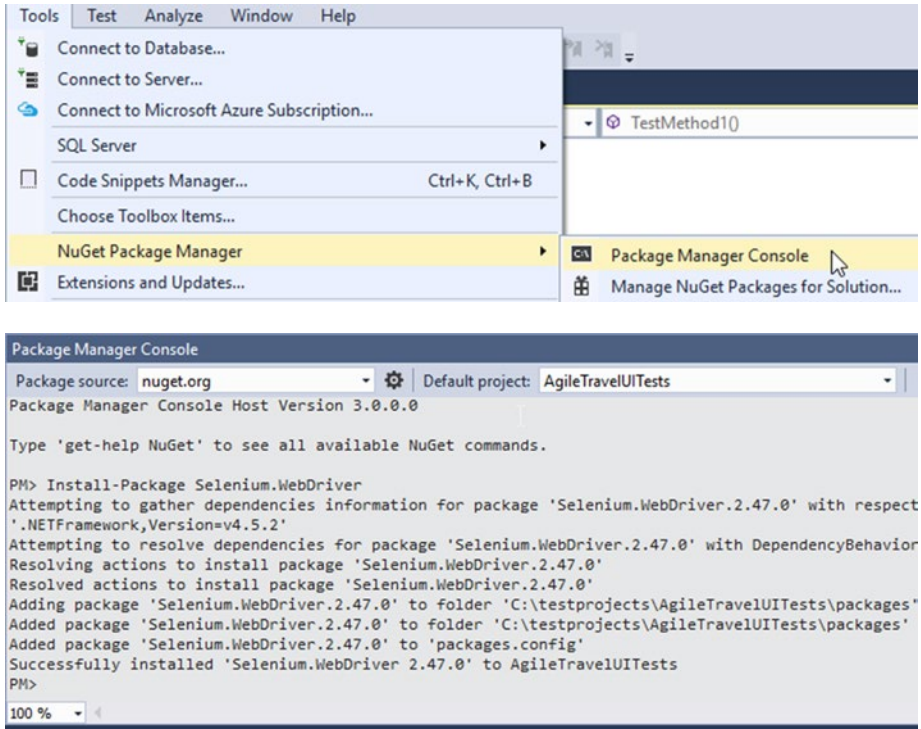 Tools Test Analyze Window Help
Connect to Database...
Connect to Server...
Connect to Microsoft Azure Subscription...
TestMethod1()
SQL Server
Code Snippets Manager... Ctrl+K, Ctrl+B
Choose Toolbox Items...
NuGet Package Manager
Package Manager Console
Extensions and Updates...
Manage NuGet Packages for Solution...
Package Manager Console
Package source: nuget.org Default project: AgileTravelUITests
Package Manager Console Host Version 3.0.0.0
Type 'get-help NuGet' to see all available NuGet commands.
PM> Install-Package Selenium.WebDriver
Attempting to gather dependencies information for package 'Selenium.WebDriver.2.47.0' with respect
'.NETFramework,Version=v4.5.2'
Attempting to resolve dependencies for package 'Selenium.WebDriver.2.47.0' with DependencyBehavior
Resolving actions to install package 'Selenium.WebDriver.2.47.0'
Resolved actions to install package 'Selenium.WebDriver.2.47.0'
Adding package 'Selenium.WebDriver.2.47.0' to folder 'C:\testprojects\AgileTravelUITests\packages'
Added package 'Selenium.WebDriver.2.47.0' to folder 'C:\testprojects\AgileTravelUITests\packages'
Added package 'Selenium.WebDriver.2.47.0' to 'packages.config'
Successfully installed 'Selenium.WebDriver 2.47.0' to AgileTravelUITests
PM>
100 %